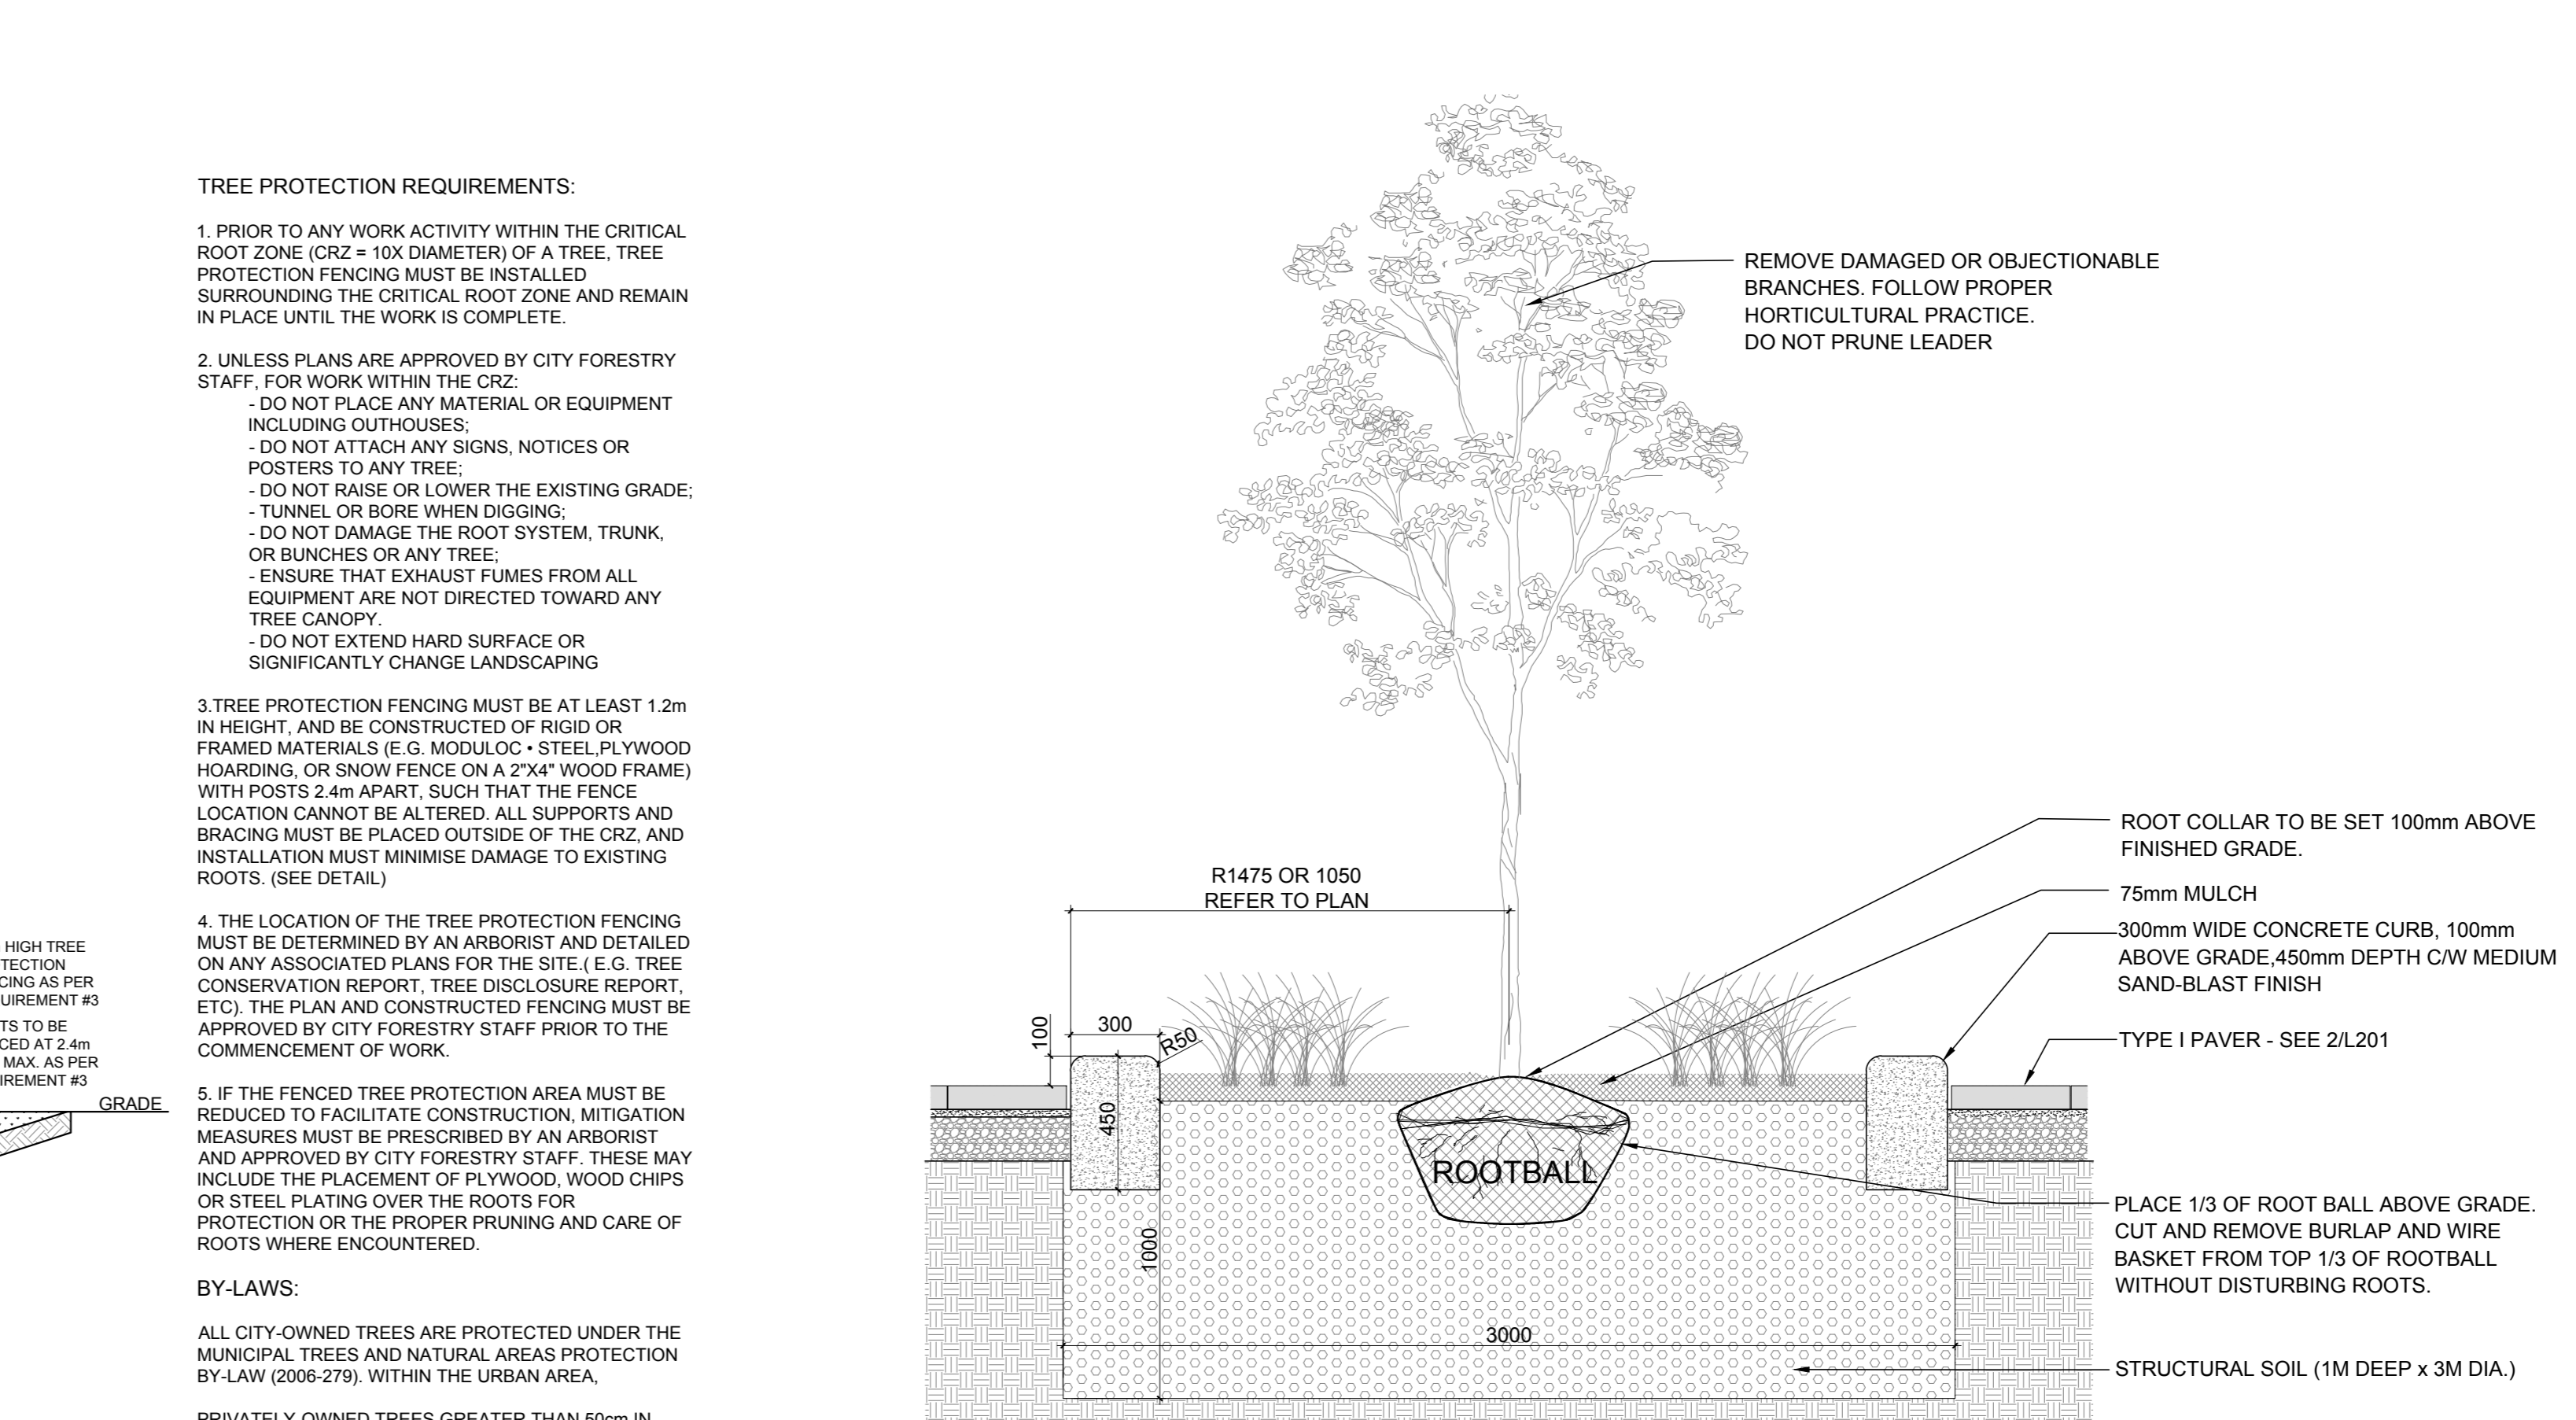 TREE PROTECTION REQUIREMENTS:
1. PRIOR TO ANY WORK ACTIVITY WITHIN THE CRITICAL
ROOT ZONE (CRZ = 10X DIAMETER) OF A TREE, TREE
PROTECTION FENCING MUST BE INSTALLED
SURROUNDING THE CRITICAL ROOT ZONE AND REMAIN
IN PLACE UNTIL THE WORK IS COMPLETE.
2. UNLESS PLANS ARE APPROVED BY CITY FORESTRY
STAFF, FOR WORK WITHIN THE CRZ:
- DO NOT PLACE ANY MATERIAL OR EQUIPMENT
INCLUDING OUTHOUSES;
- DO NOT ATTACH ANY SIGNS, NOTICES OR
POSTERS TO ANY TREE;
- DO NOT RAISE OR LOWER THE EXISTING GRADE;
- TUNNEL OR BORE WHEN DIGGING;
- DO NOT DAMAGE THE ROOT SYSTEM, TRUNK,
OR BUNCHES OR ANY TREE;
- ENSURE THAT EXHAUST FUMES FROM ALL
EQUIPMENT ARE NOT DIRECTED TOWARD ANY
TREE CANOPY.
- DO NOT EXTEND HARD SURFACE OR
SIGNIFICANTLY CHANGE LANDSCAPING
3.TREE PROTECTION FENCING MUST BE AT LEAST 1.2m
IN HEIGHT, AND BE CONSTRUCTED OF RIGID OR
FRAMED MATERIALS (E.G. MODULOC • STEEL,PLYWOOD
HOARDING, OR SNOW FENCE ON A 2"X4" WOOD FRAME)
WITH POSTS 2.4m APART, SUCH THAT THE FENCE
LOCATION CANNOT BE ALTERED. ALL SUPPORTS AND
BRACING MUST BE PLACED OUTSIDE OF THE CRZ, AND
INSTALLATION MUST MINIMISE DAMAGE TO EXISTING
ROOTS. (SEE DETAIL)
4. THE LOCATION OF THE TREE PROTECTION FENCING
MUST BE DETERMINED BY AN ARBORIST AND DETAILED
ON ANY ASSOCIATED PLANS FOR THE SITE.( E.G. TREE
CONSERVATION REPORT, TREE DISCLOSURE REPORT,
ETC). THE PLAN AND CONSTRUCTED FENCING MUST BE
APPROVED BY CITY FORESTRY STAFF PRIOR TO THE
COMMENCEMENT OF WORK.
5. IF THE FENCED TREE PROTECTION AREA MUST BE
REDUCED TO FACILITATE CONSTRUCTION, MITIGATION
MEASURES MUST BE PRESCRIBED BY AN ARBORIST
AND APPROVED BY CITY FORESTRY STAFF. THESE MAY
INCLUDE THE PLACEMENT OF PLYWOOD, WOOD CHIPS
OR STEEL PLATING OVER THE ROOTS FOR
PROTECTION OR THE PROPER PRUNING AND CARE OF
ROOTS WHERE ENCOUNTERED.
BY-LAWS:
ALL CITY-OWNED TREES ARE PROTECTED UNDER THE
MUNICIPAL TREES AND NATURAL AREAS PROTECTION
BY-LAW (2006-279). WITHIN THE URBAN AREA,
PRIVATELY-OWNED TREES GREATER THAN 50cm IN
HIGH TREE
TECTION
CING AS PER
UIREMENT #3
TS TO BE
CED AT 2.4m
MAX. AS PER
IREMENT #3
GRADE
REMOVE DAMAGED OR OBJECTIONABLE
BRANCHES. FOLLOW PROPER
HORTICULTURAL PRACTICE.
DO NOT PRUNE LEADER
ROOT COLLAR TO BE SET 100mm ABOVE
FINISHED GRADE.
75mm MULCH
300mm WIDE CONCRETE CURB, 100mm
ABOVE GRADE,450mm DEPTH C/W MEDIUM
SAND-BLAST FINISH
TYPE I PAVER - SEE 2/L201
PLACE 1/3 OF ROOT BALL ABOVE GRADE.
CUT AND REMOVE BURLAP AND WIRE
BASKET FROM TOP 1/3 OF ROOTBALL
WITHOUT DISTURBING ROOTS.
STRUCTURAL SOIL (1M DEEP x 3M DIA.)
R1475 OR 1050
REFER TO PLAN
100
300
R50
450
ROOTBALL
1000
3000